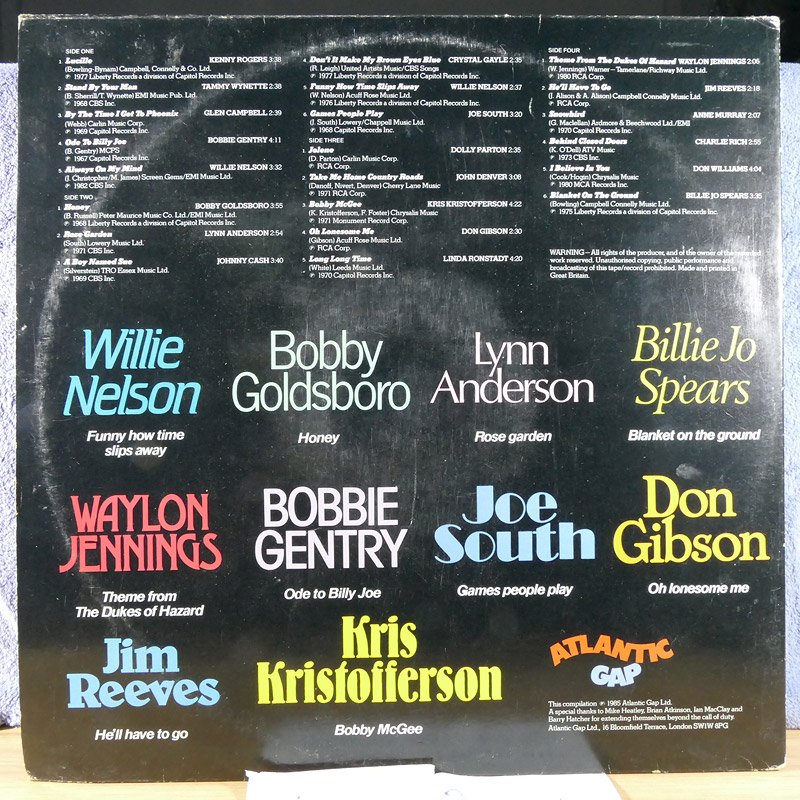 SIDE ONE
1. Lucille KENNY ROGERS 3:38
(Bowling-Bynam) Campbell, Connelly & Co. Ltd.
℗ 1977 Liberty Records a division of Capitol Records Inc.
2. Stand By Your Man TAMMY WYNETTE 2:38
(B. Sherrill/T. Wynette) EMI Music Pub. Ltd.
℗ 1968 CBS Inc.
3. By The Time I Get To Phoenix GLEN CAMPBELL 2:39
(Webb) Carlin Music Corp.
℗ 1969 Capitol Records Inc.
4. Ode To Billy Joe BOBBIE GENTRY 4:11
(B. Gentry) MCPS
℗ 1967 Capitol Records Inc.
5. Always On My Mind WILLIE NELSON 3:32
(J. Christopher/M. James) Screen Gems/EMI Music Ltd.
℗ 1982 CBS Inc.
SIDE TWO
1. Honey BOBBY GOLDSBORO 3:55
(B. Russell) Peter Maurice Music Co. Ltd./EMI Music Ltd.
℗ 1968 Liberty Records a division of Capitol Records Inc.
2. Rose Garden LYNN ANDERSON 2:54
(South) Lowery Music Ltd.
℗ 1971 CBS Inc.
3. A Boy Named Sue JOHNNY CASH 3:40
(Silverstein) TRO Essex Music Ltd.
℗ 1969 CBS Inc.
4. Don't It Make My Brown Eyes Blue CRYSTAL GAYLE 2:35
(R. Leigh) United Artists Music/CBS Songs
℗ 1977 Liberty Records a division of Capitol Records Inc.
5. Funny How Time Slips Away WILLIE NELSON 2:37
(W. Nelson) Acuff Rose Music Ltd.
℗ 1976 Liberty Records a division of Capitol Records Inc.
6. Games People Play JOE SOUTH 3:20
(J. South) Lowery/Chappell Music Ltd.
℗ 1968 Capitol Records Inc.
SIDE THREE
1. Jolene DOLLY PARTON 2:35
(D. Parton) Carlin Music Corp.
℗ RCA Corp.
2. Take Me Home Country Roads JOHN DENVER 3:08
(Danoff, Nivert, Denver) Cherry Lane Music
℗ 1971 RCA Corp.
3. Bobby McGee KRIS KRISTOFFERSON 4:22
(K. Kristofferson, F. Foster) Chrysalis Music
℗ 1971 Monument Record Corp.
4. Oh Lonesome Me DON GIBSON 2:30
(Gibson) Acuff Rose Music Ltd.
℗ RCA Corp.
5. Long Long Time LINDA RONSTADT 4:20
(White) Leeds Music Ltd.
℗ 1970 Capitol Records Inc.
SIDE FOUR
1. Theme From The Dukes Of Hazard WAYLON JENNINGS 2:06
(W. Jennings) Warner – Tamerlane/Richway Music Ltd.
℗ 1980 RCA Corp.
2. He'll Have To Go JIM REEVES 2:18
(J. Alison & A. Alison) Campbell Connelly Music Ltd.
℗ RCA Corp.
3. Snowbird ANNE MURRAY 2:07
(G. Maclellan) Ardmore & Beechwood Ltd./EMI
℗ 1970 Capitol Records Inc.
4. Behind Closed Doors CHARLIE RICH 2:55
(K. O'Dell) ATV Music
℗ 1973 CBS Inc.
5. I Believe In You DON WILLIAMS 4:04
(Cook/Hogin) Chrysalis Music
℗ 1980 MCA Records Inc.
6. Blanket On The Ground BILLIE JO SPEARS 3:35
(Bowling) Campbell Connelly Music Ltd.
℗ 1975 Liberty Records a division of Capitol Records Inc.
WARNING – All rights of the producer, and of the owner of the recorded
work reserved. Unauthorised copying, public performance and
broadcasting of this tape/record prohibited. Made and printed in
Great Britain.
Willie Nelson
Funny how time
slips away
Bobby Goldsboro
Honey
Lynn Anderson
Rose garden
Billie Jo Spears
Blanket on the ground
WAYLON JENNINGS
Theme from
The Dukes of Hazard
BOBBIE GENTRY
Ode to Billy Joe
Joe South
Games people play
Don Gibson
Oh lonesome me
Jim Reeves
He'll have to go
Kris Kristofferson
Bobby McGee
ATLANTIC
GAP
This compilation ℗ 1985 Atlantic Gap Ltd.
A special thanks to Mike Heatley, Brian Atkinson, Ian MacClay and
Barry Hatcher for extending themselves beyond the call of duty.
Atlantic Gap Ltd., 16 Bloomfield Terrace, London SW1W 8PG